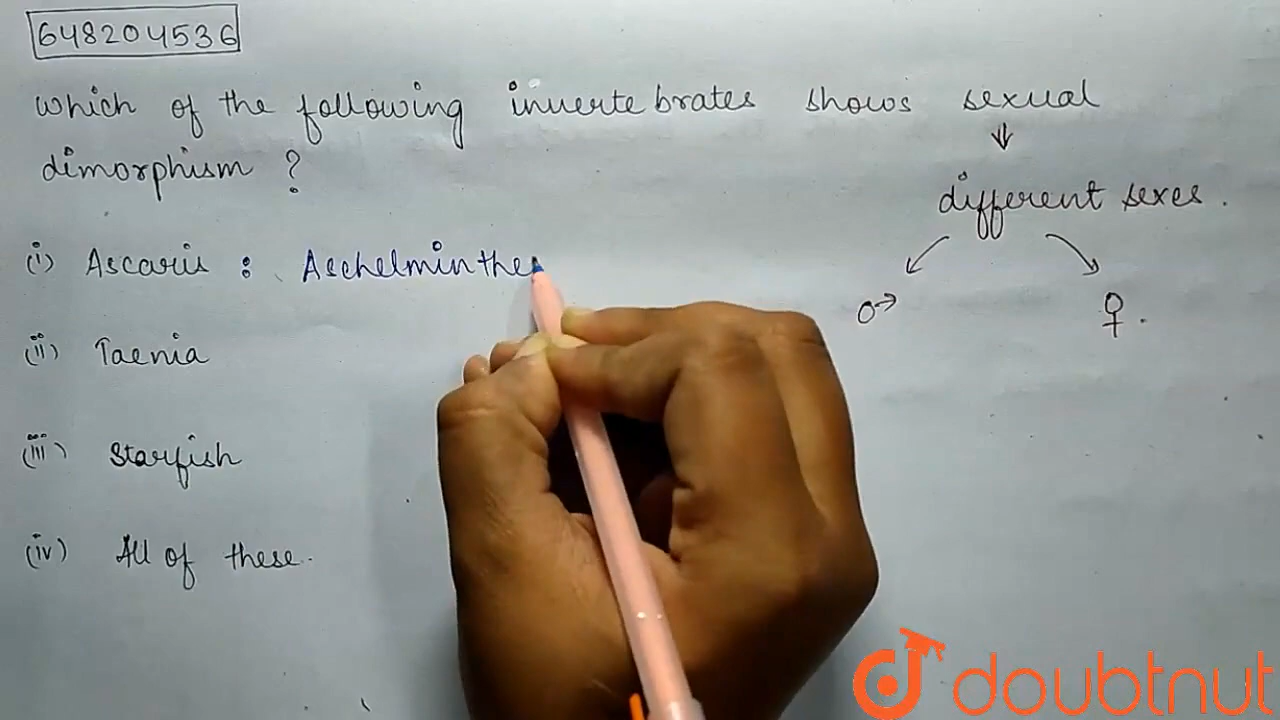 648204536
which of the following invertebrates shows sexual
dimorphism ?
different sexes.
♂ ♀.
(i) Ascaris : Aschelminthe
(ii) Taenia
(iii) Starfish
(iv) All of these.
doubtnut